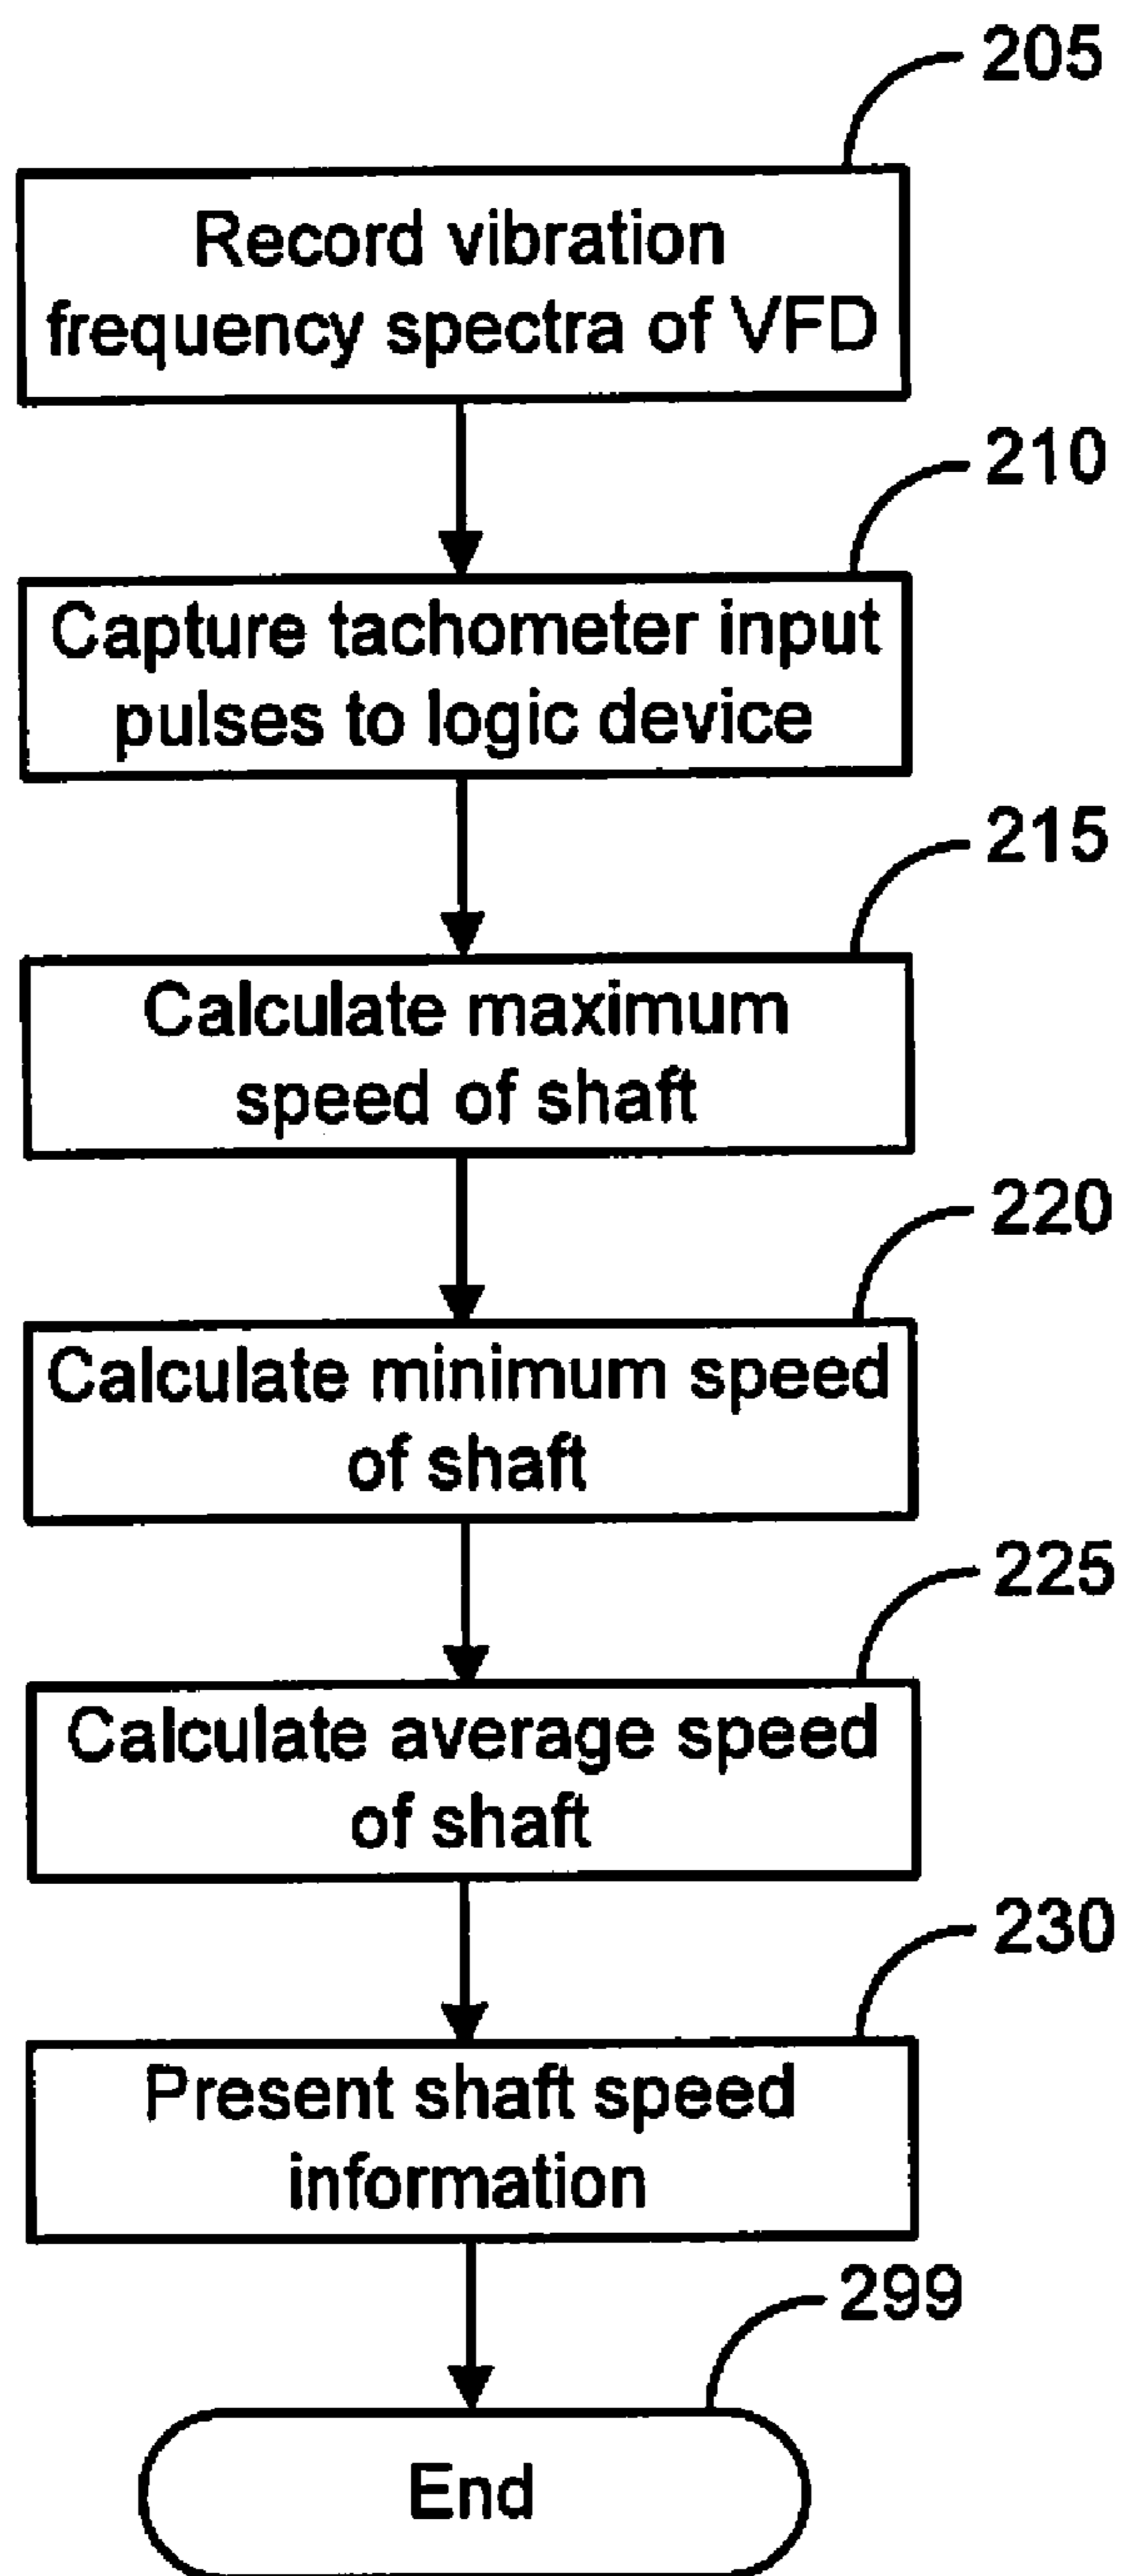 205
Record vibration
frequency spectra of VFD
210
Capture tachometer input
pulses to logic device
215
Calculate maximum
speed of shaft
220
Calculate minimum speed
of shaft
225
Calculate average speed
of shaft
230
Present shaft speed
information
299
End